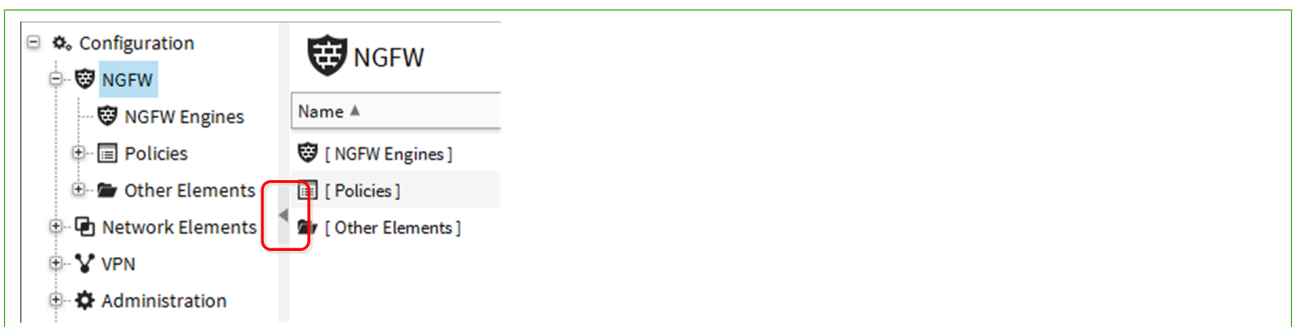 Configuration
NGFW
NGFW Engines
Policies
Other Elements
Network Elements
VPN
Administration
NGFW
Name
[ NGFW Engines ]
[ Policies ]
[ Other Elements ]